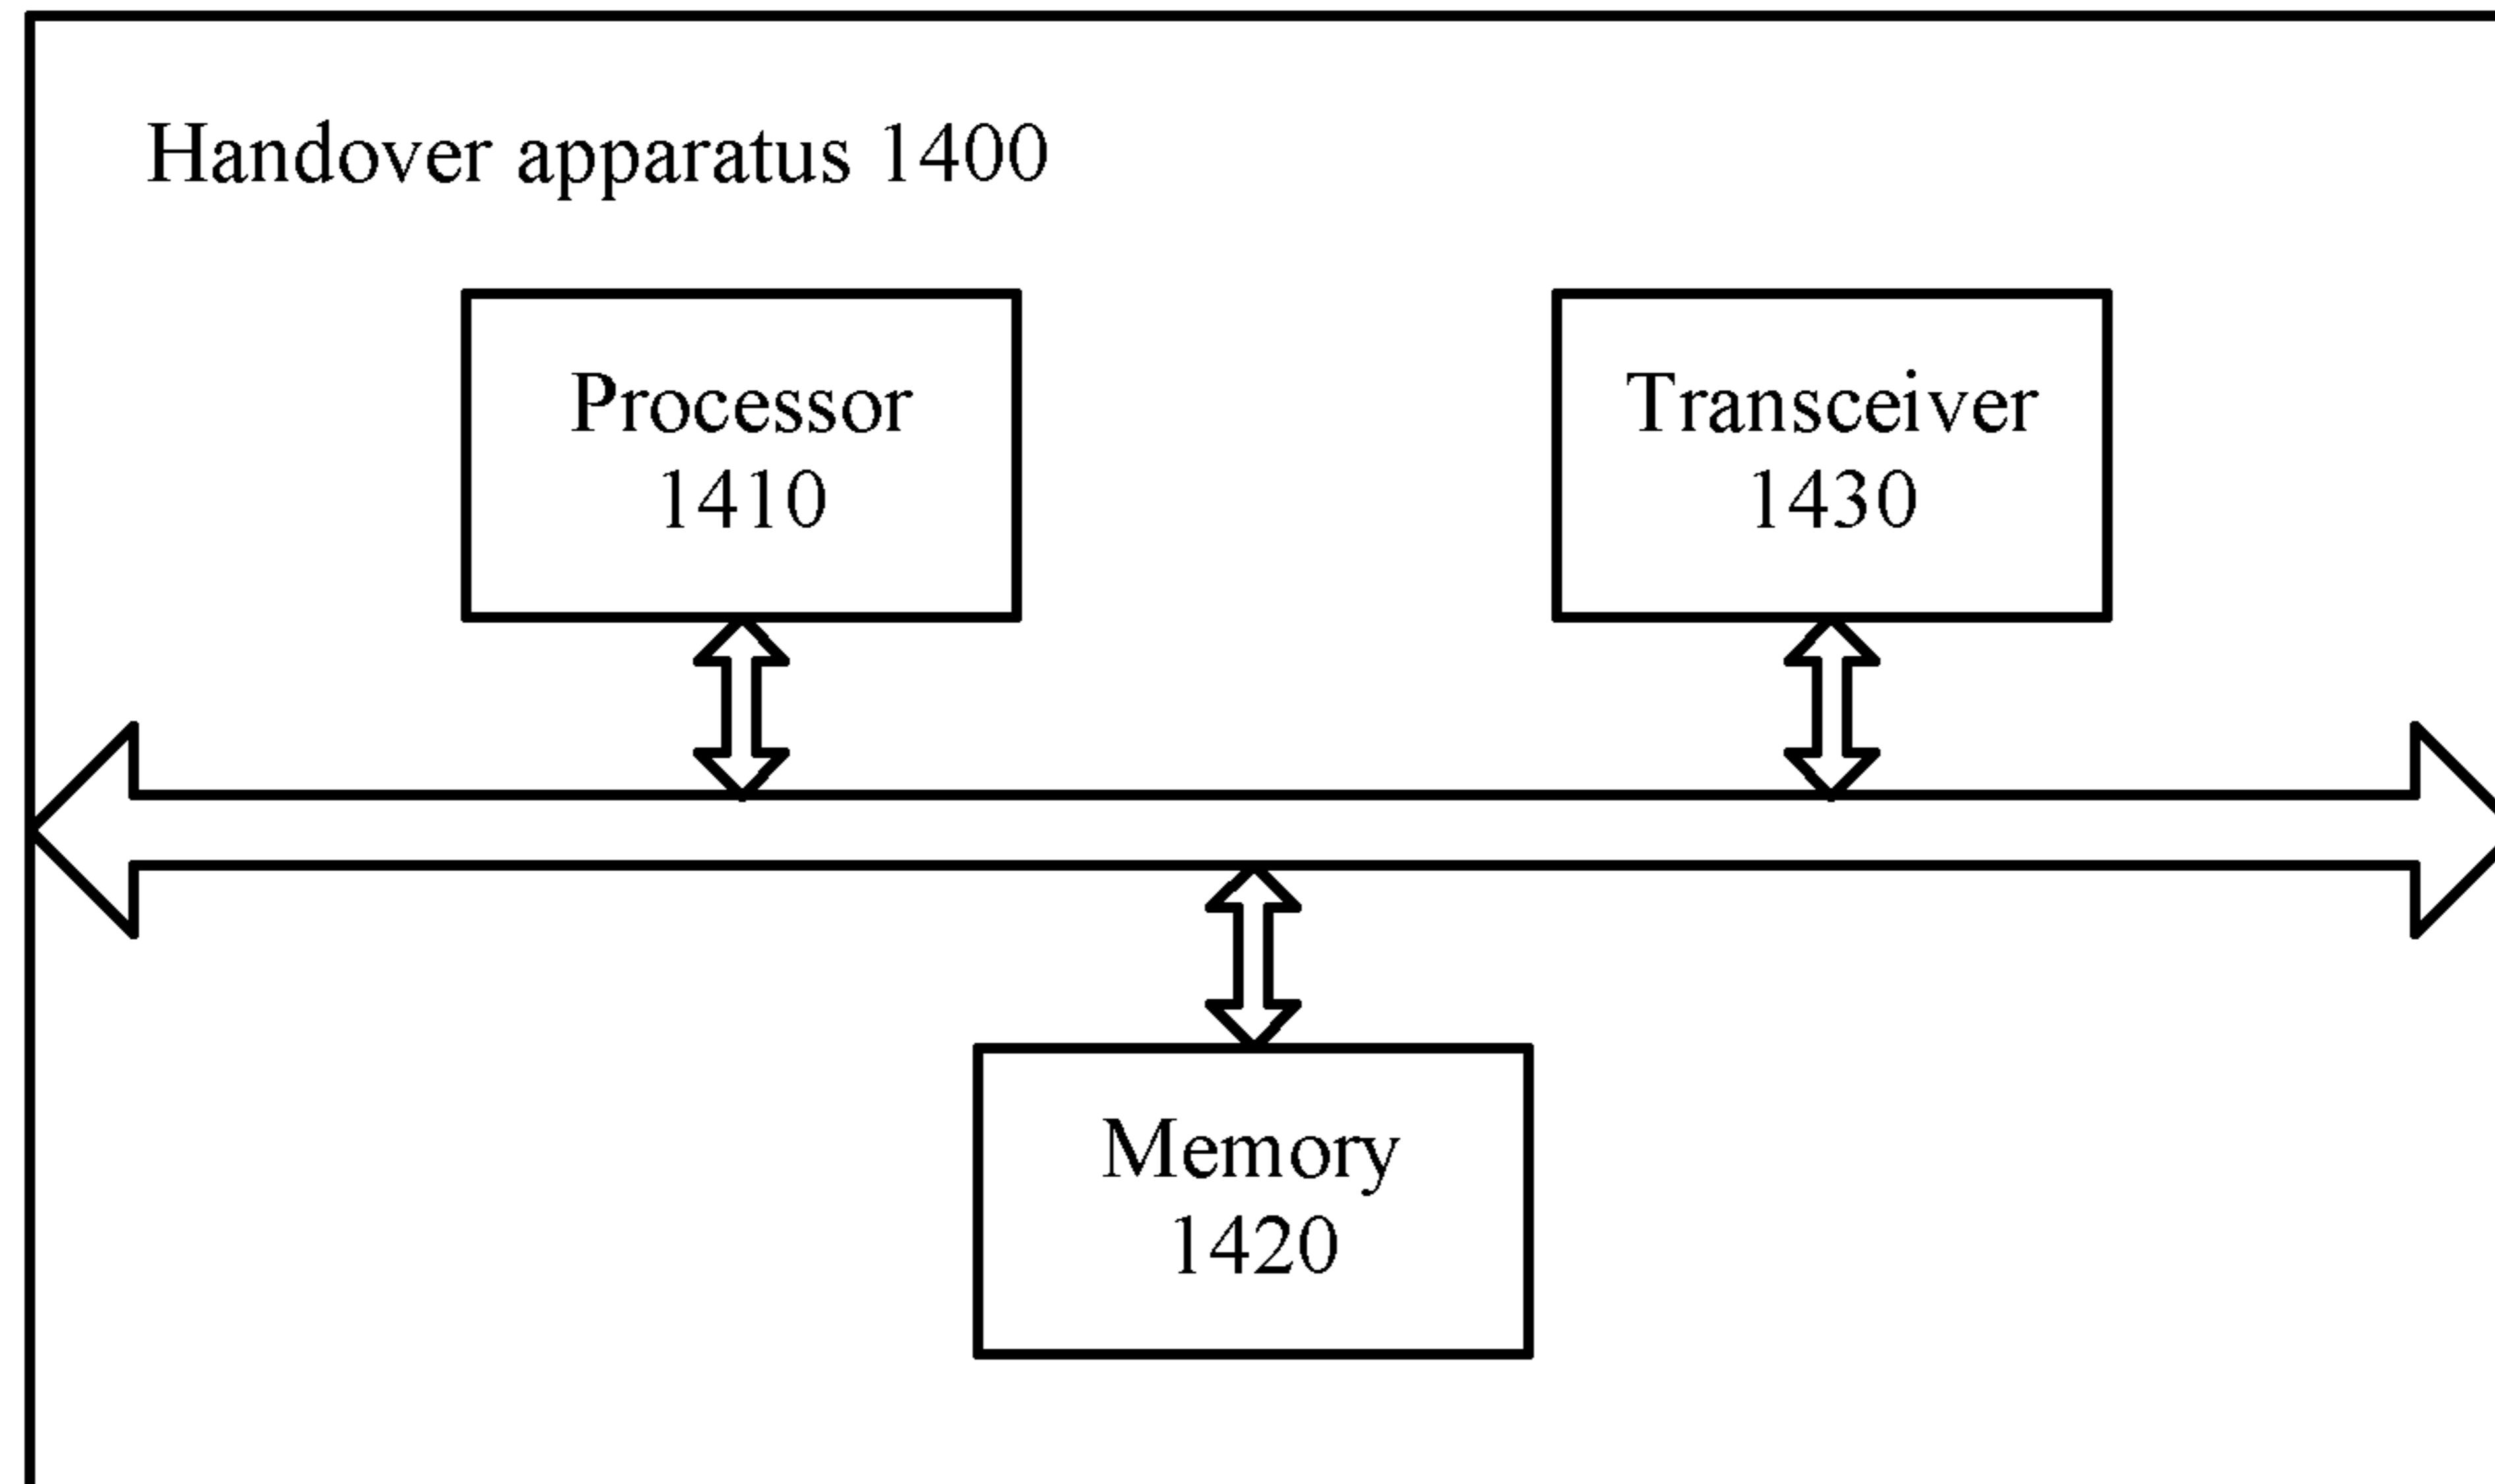 Handover apparatus 1400
Processor
1410
Transceiver
1430
Memory
1420